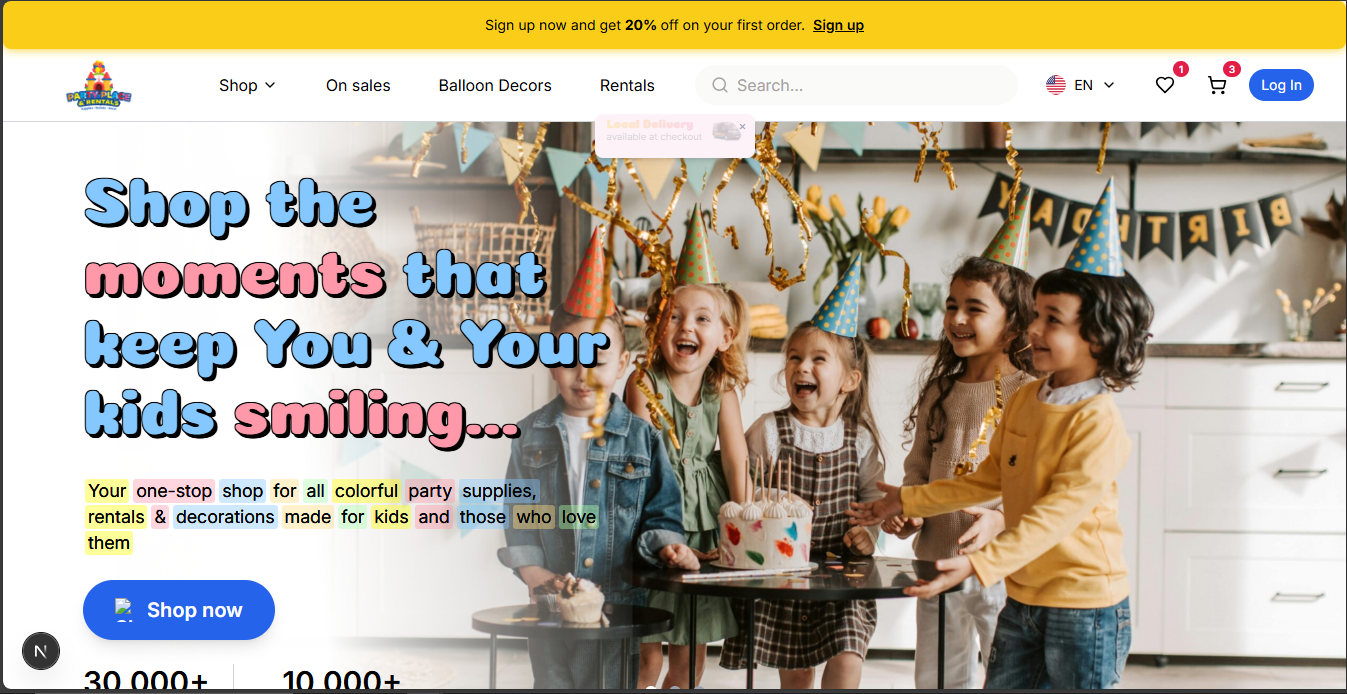 Sign up now and get 20% off on your first order. Sign up
PARTY PLACE
& RENTALS
Shop
On sales
Balloon Decors
Rentals
Search...
EN
1
3
Log In
Local Delivery
available at checkout
×
Shop the
moments that
keep You & Your
kids smiling...
BIRTHDAY
Your one-stop shop for all colorful party supplies,
rentals & decorations made for kids and those who love
them
Shop now
N
30,000+
10,000+